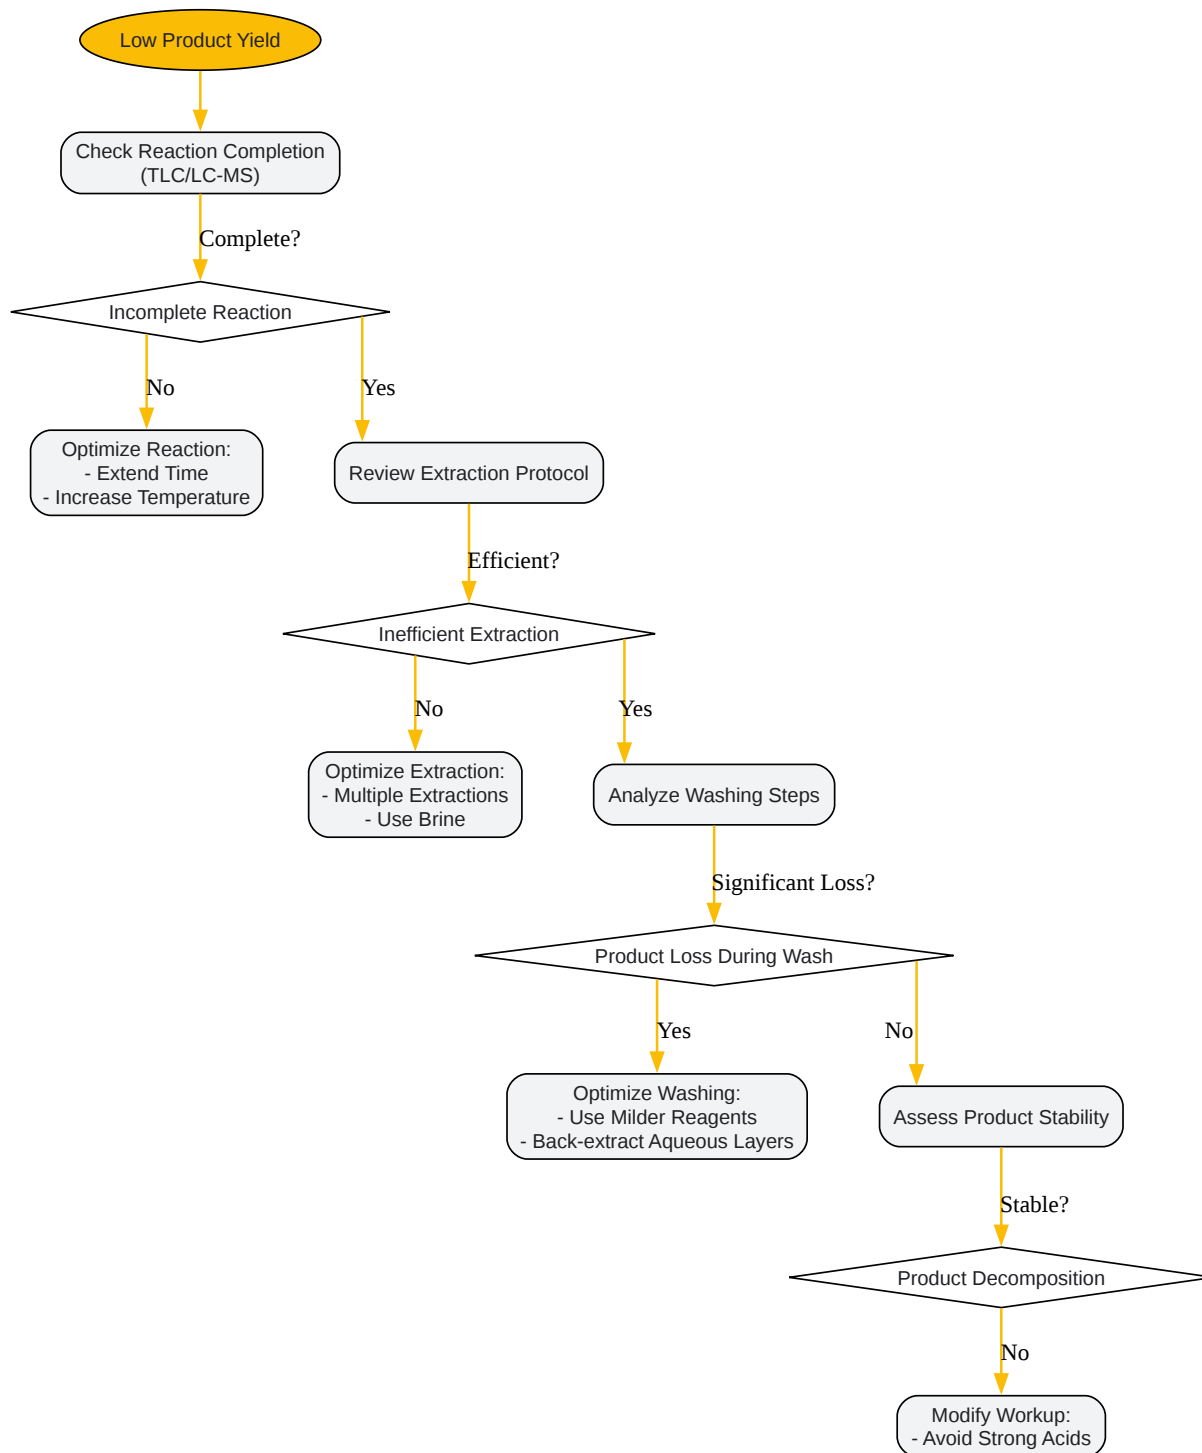 Low Product Yield
Check Reaction Completion
(TLC/LC-MS)
Complete?
Incomplete Reaction
No
Yes
Optimize Reaction:
- Extend Time
- Increase Temperature
Review Extraction Protocol
Efficient?
Inefficient Extraction
No
Yes
Optimize Extraction:
- Multiple Extractions
- Use Brine
Analyze Washing Steps
Significant Loss?
Product Loss During Wash
Yes
No
Optimize Washing:
- Use Milder Reagents
- Back-extract Aqueous Layers
Assess Product Stability
Stable?
Product Decomposition
No
Modify Workup:
- Avoid Strong Acids